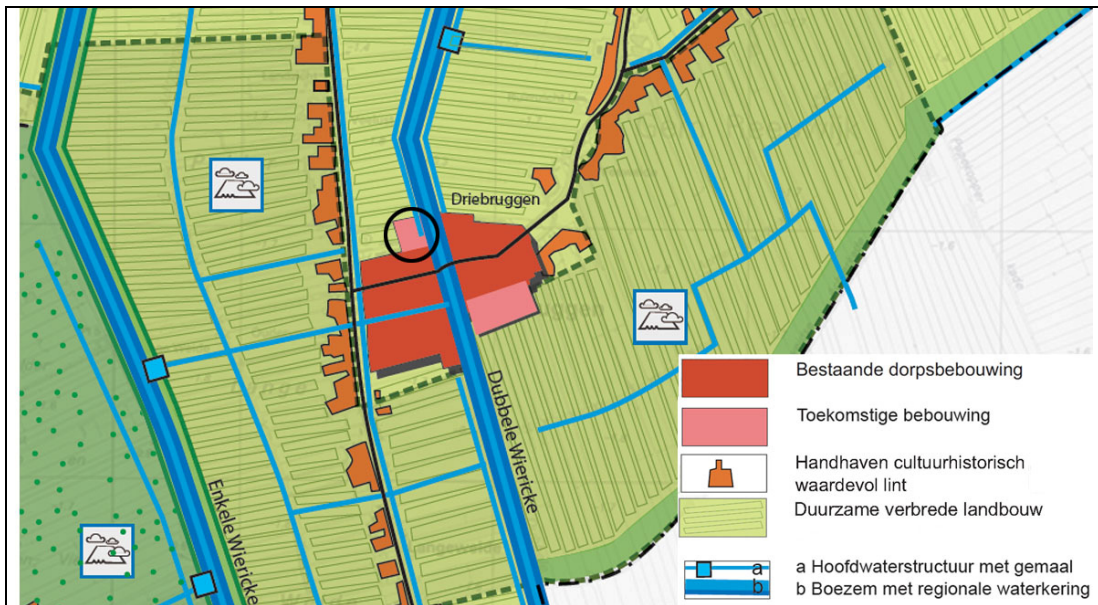 Driebruggen
Dubbele Wiericke
Enkele Wiericke
Bestaande dorpsbebouwing
Toekomstige bebouwing
Handhaven cultuurhistorisch
waardevol lint
Duurzame verbrede landbouw
a
b
a Hoofdwaterstructuur met gemaal
b Boezem met regionale waterkering